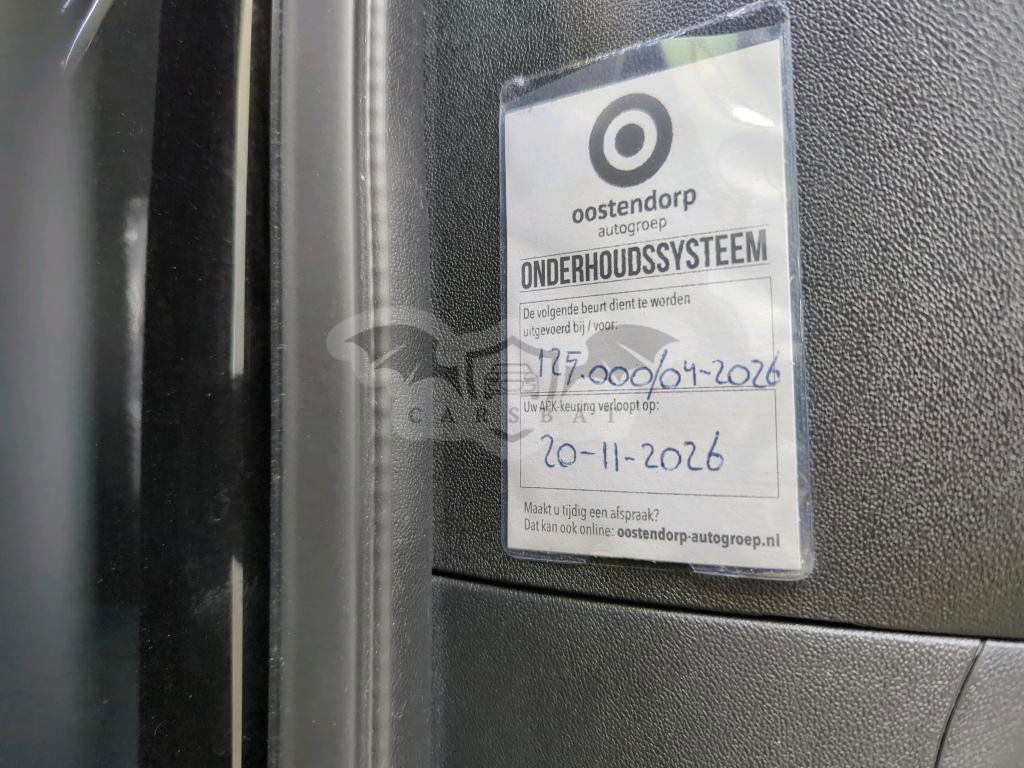 oostendorp
autogroep
ONDERHOUDSSYSTEEM
De volgende beurt dient te worden
uitgevoerd bij / voor:
125.000/04-2026
CARSBAT
Uw APK-keuring verloopt op:
20-11-2026
Maakt u tijdig een afspraak?
Dat kan ook online: oostendorp-autogroep.nl